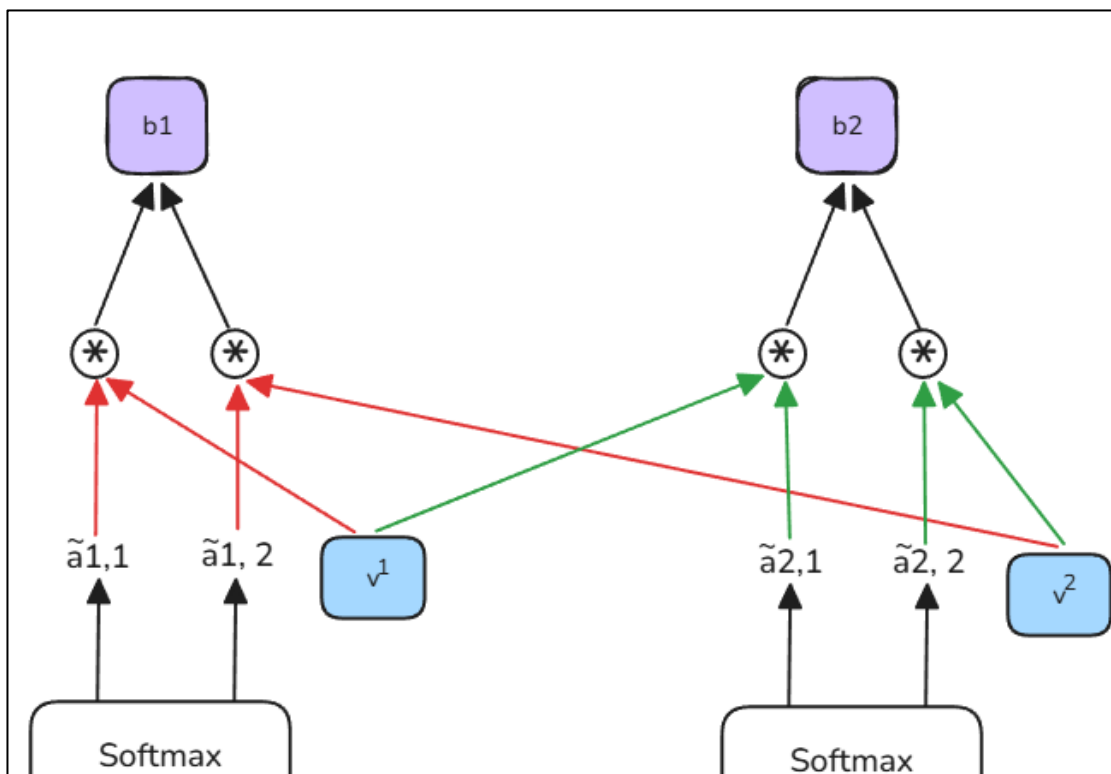 b1
b2
*
*
*
*
ã1,1
ã1, 2
v¹
ã2,1
ã2, 2
v²
Softmax
Softmax